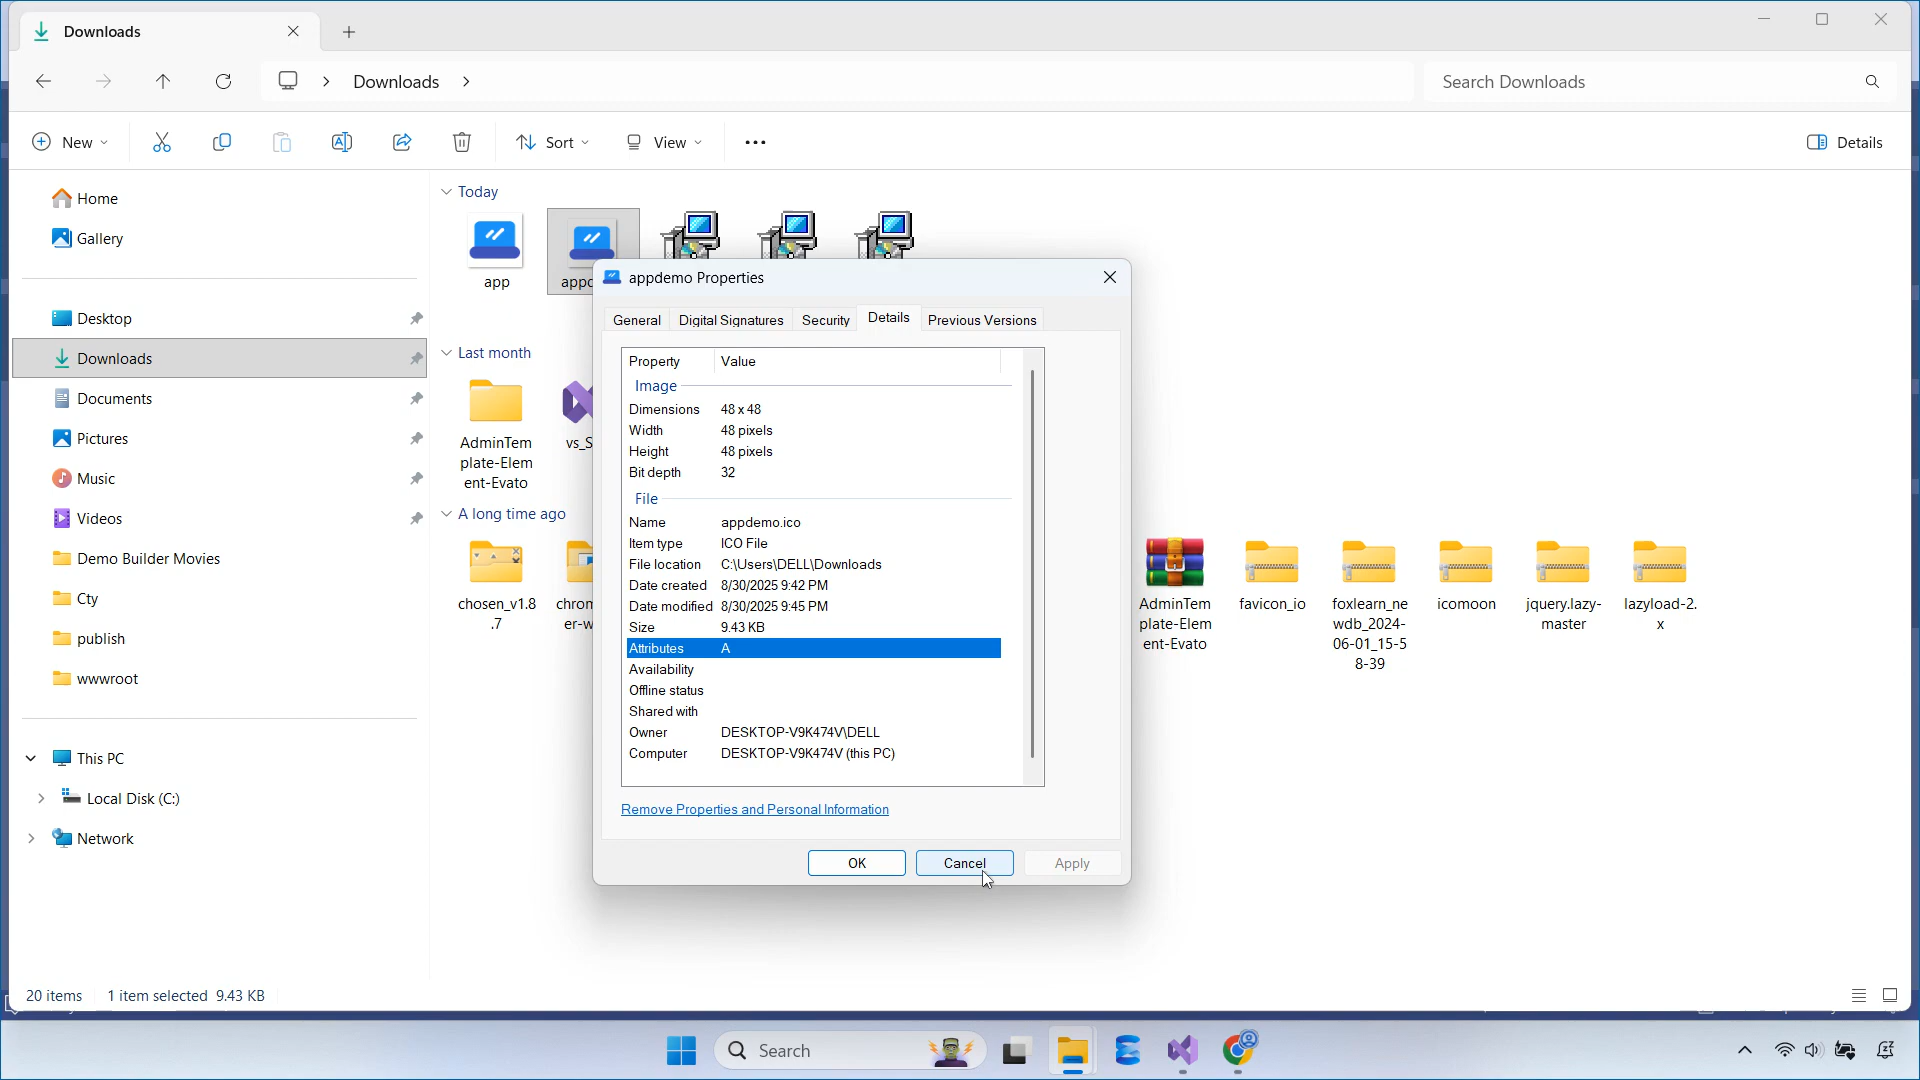 Downloads
Downloads
Search Downloads
New
Sort
View
Details
Home
Gallery
Desktop
Downloads
Documents
Pictures
Music
Videos
Demo Builder Movies
Cty
publish
wwwroot
This PC
Local Disk (C:)
Network
Today
app
Last month
AdminTem
plate-Elem
ent-Evato
A long time ago
chosen_v1.8
.7
appdemo Properties
General
Digital Signatures
Security
Details
Previous Versions
Property Value
Image
Dimensions 48 x 48
Width 48 pixels
Height 48 pixels
Bit depth 32
File
Name appdemo.ico
Item type ICO File
File location C:\Users\DELL\Downloads
Date created 8/30/2025 9:42 PM
Date modified 8/30/2025 9:45 PM
Size 9.43 KB
Attributes A
Availability
Offline status
Shared with
Owner DESKTOP-V9K474V\DELL
Computer DESKTOP-V9K474V (this PC)
Remove Properties and Personal Information
OK
Cancel
Apply
AdminTem
plate-Elem
ent-Evato
favicon_io
foxlearn_ne
wdb_2024-
06-01_15-5
8-39
icomoon
jquery.lazy-
master
lazyload-2.
x
20 items
1 item selected 9.43 KB
Search